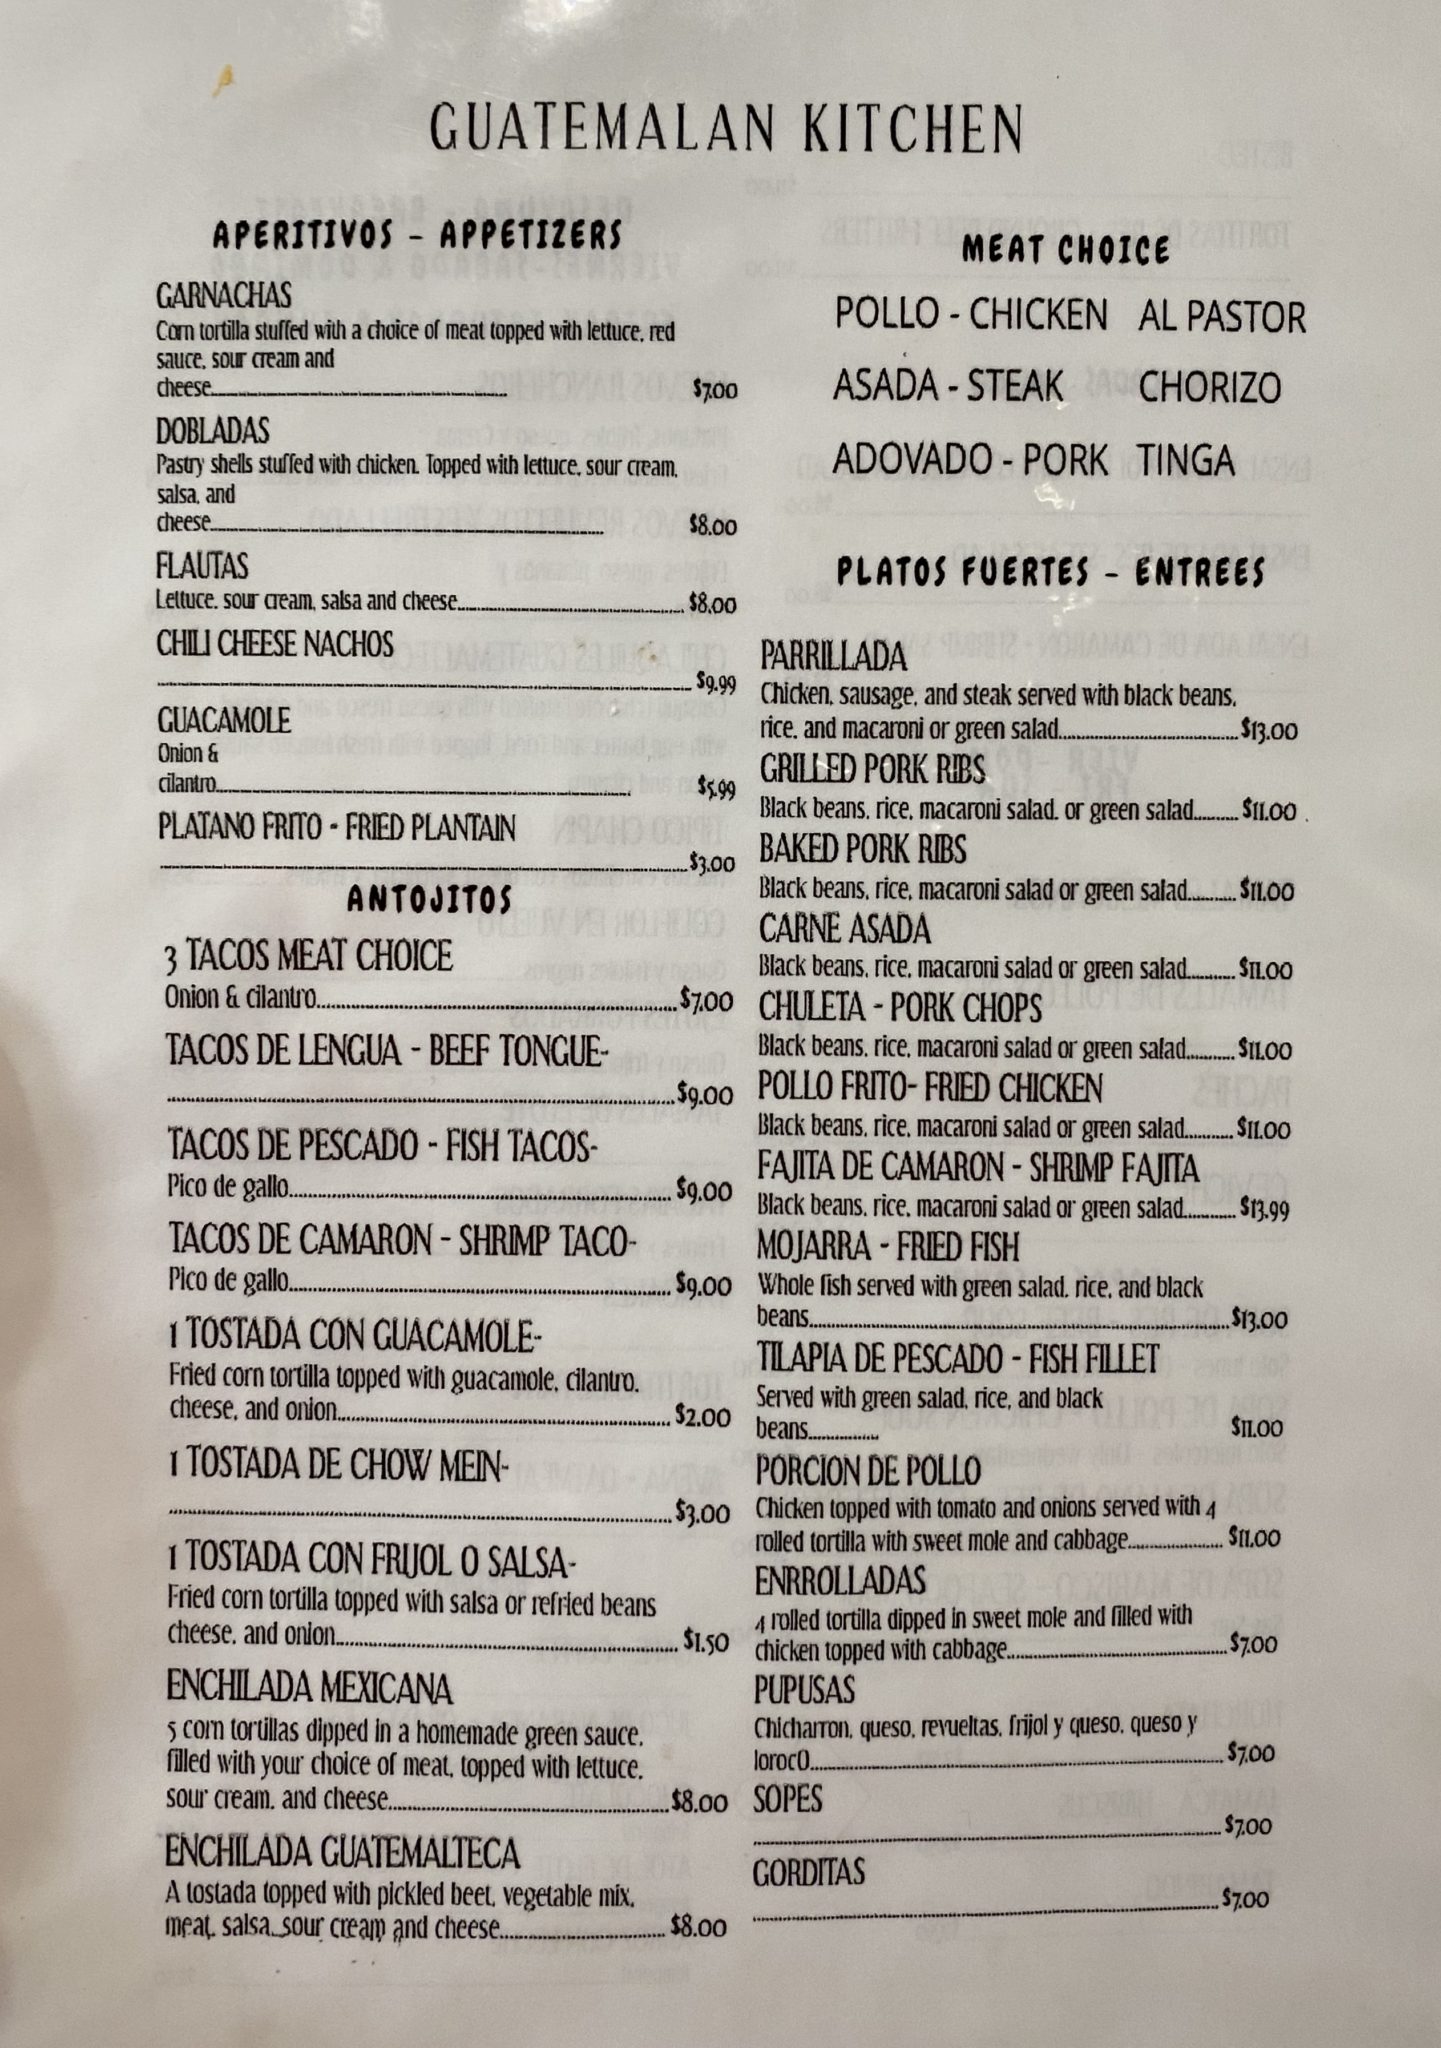 GUATEMALAN KITCHEN
APERITIVOS - APPETIZERS
GARNACHAS
Corn tortilla stuffed with a choice of meat topped with lettuce, red
sauce, sour cream and
cheese........................................ $7.00
DOBLADAS
Pastry shells stuffed with chicken. Topped with lettuce, sour cream,
salsa, and
cheese........................................ $8.00
FLAUTAS
Lettuce, sour cream, salsa and cheese........................................ $8.00
CHILI CHEESE NACHOS
........................................ $9.99
GUACAMOLE
Onion &
cilantro........................................ $5.99
PLATANO FRITO - FRIED PLANTAIN
........................................ $3.00
ANTOJITOS
3 TACOS MEAT CHOICE
Onion & cilantro........................................ $7.00
TACOS DE LENGUA - BEEF TONGUE-
........................................ $9.00
TACOS DE PESCADO - FISH TACOS-
Pico de gallo........................................ $9.00
TACOS DE CAMARON - SHRIMP TACO-
Pico de gallo........................................ $9.00
1 TOSTADA CON GUACAMOLE-
Fried corn tortilla topped with guacamole, cilantro,
cheese, and onion........................................ $2.00
1 TOSTADA DE CHOW MEIN-
........................................ $3.00
1 TOSTADA CON FRIJOL O SALSA-
Fried corn tortilla topped with salsa or refried beans
cheese, and onion........................................ $1.50
ENCHILADA MEXICANA
5 corn tortillas dipped in a homemade green sauce,
filled with your choice of meat, topped with lettuce,
sour cream, and cheese........................................ $8.00
ENCHILADA GUATEMALTECA
A tostada topped with pickled beet, vegetable mix,
meat, salsa, sour cream and cheese........................................ $8.00
MEAT CHOICE
POLLO - CHICKEN AL PASTOR
ASADA - STEAK CHORIZO
ADOVADO - PORK TINGA
PLATOS FUERTES - ENTREES
PARRILLADA
Chicken, sausage, and steak served with black beans,
rice, and macaroni or green salad........................................ $13.00
GRILLED PORK RIBS
Black beans, rice, macaroni salad, or green salad.......... $11.00
BAKED PORK RIBS
Black beans, rice, macaroni salad or green salad.......... $11.00
CARNE ASADA
Black beans, rice, macaroni salad or green salad.......... $11.00
CHULETA - PORK CHOPS
Black beans, rice, macaroni salad or green salad.......... $11.00
POLLO FRITO- FRIED CHICKEN
Black beans, rice, macaroni salad or green salad.......... $11.00
FAJITA DE CAMARON - SHRIMP FAJITA
Black beans, rice, macaroni salad or green salad.......... $13.99
MOJARRA - FRIED FISH
Whole fish served with green salad, rice, and black
beans........................................ $13.00
TILAPIA DE PESCADO - FISH FILLET
Served with green salad, rice, and black
beans............... $11.00
PORCION DE POLLO
Chicken topped with tomato and onions served with 4
rolled tortilla with sweet mole and cabbage.................... $11.00
ENRROLLADAS
4 rolled tortilla dipped in sweet mole and filled with
chicken topped with cabbage........................................ $7.00
PUPUSAS
Chicharron, queso, revueltas, frijol y queso, queso y
lorocO........................................ $7.00
SOPES
........................................ $7.00
GORDITAS
........................................ $7.00